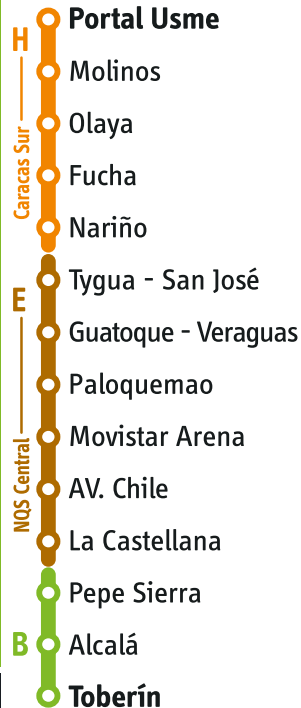 Portal Usme
H
Molinos
Caracas Sur
Olaya
Fucha
Nariño
Tygua - San José
E
Guatoque - Veraguas
Paloquemao
Movistar Arena
NQS Central
AV. Chile
La Castellana
Pepe Sierra
B
Alcalá
Toberín